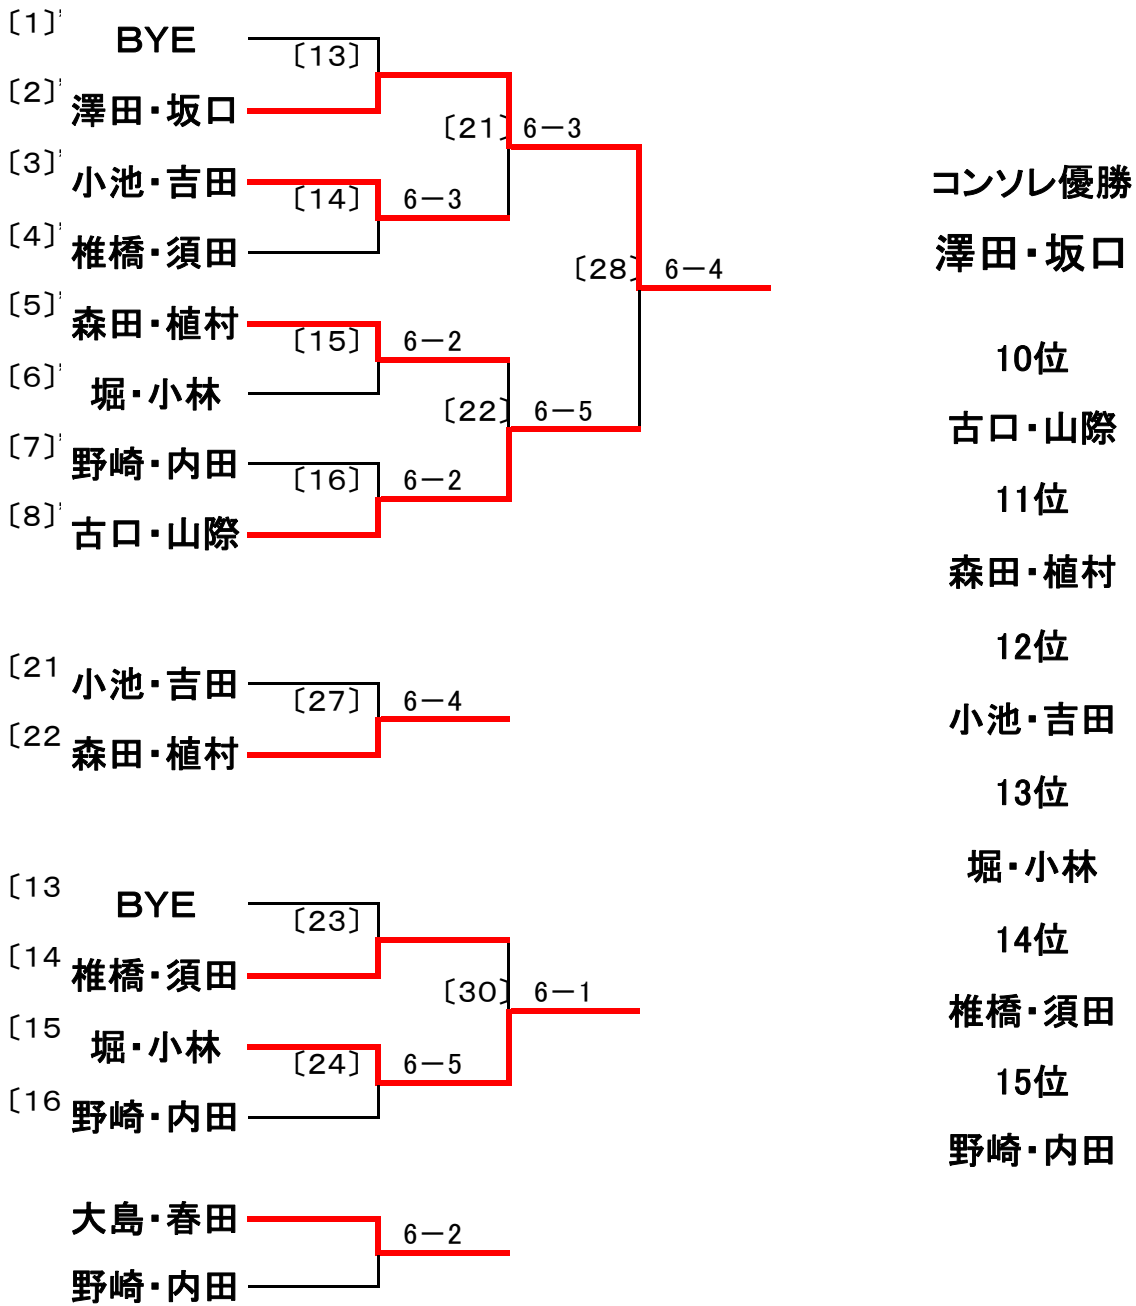 〔1〕'
BYE
〔13〕
〔2〕'
澤田・坂口
〔21〕 6－3
〔3〕'
小池・吉田
〔14〕 6－3
〔4〕'
椎橋・須田
〔28〕 6－4
〔5〕'
森田・植村
〔15〕 6－2
〔6〕'
堀・小林
〔22〕 6－5
〔7〕'
野崎・内田
〔16〕 6－2
〔8〕'
古口・山際
〔21
小池・吉田
〔27〕 6－4
〔22
森田・植村
〔13
BYE
〔23〕
〔14
椎橋・須田
〔30〕 6－1
〔15
堀・小林
〔24〕 6－5
〔16
野崎・内田
大島・春田
6－2
野崎・内田
コンソレ優勝
澤田・坂口
10位
古口・山際
11位
森田・植村
12位
小池・吉田
13位
堀・小林
14位
椎橋・須田
15位
野崎・内田